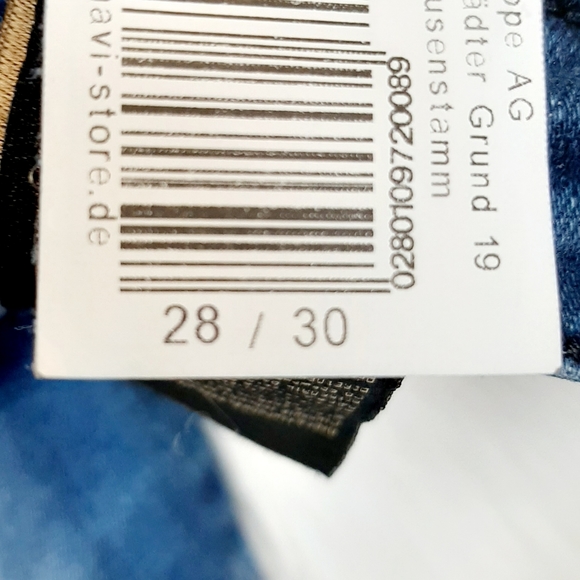 ppe AG
ädter Grund 19
usenstamm
0280109720089
avi-store.de
28 / 30